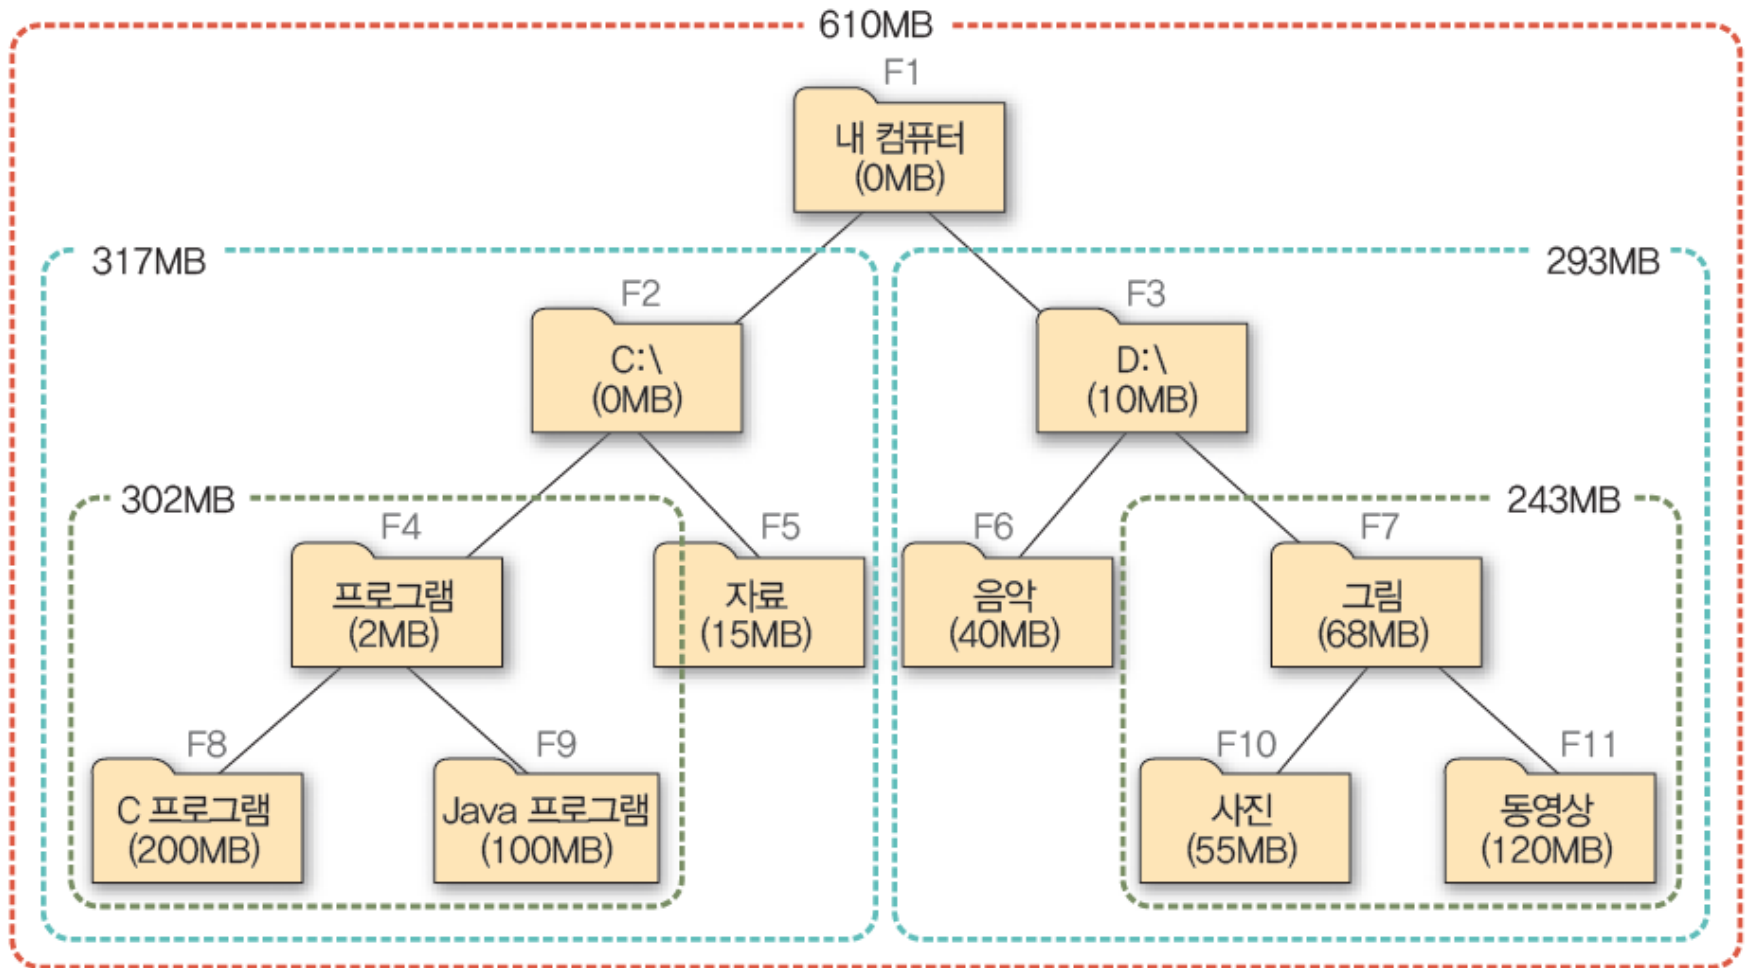 610MB
F1
내 컴퓨터
(0MB)
317MB
293MB
F2
C:\
(0MB)
F3
D:\
(10MB)
302MB
243MB
F4
프로그램
(2MB)
F5
자료
(15MB)
F6
음악
(40MB)
F7
그림
(68MB)
F8
C 프로그램
(200MB)
F9
Java 프로그램
(100MB)
F10
사진
(55MB)
F11
동영상
(120MB)